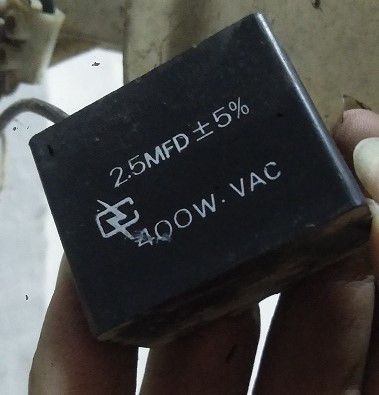 2.5MFD ± 5%
400W. VAC